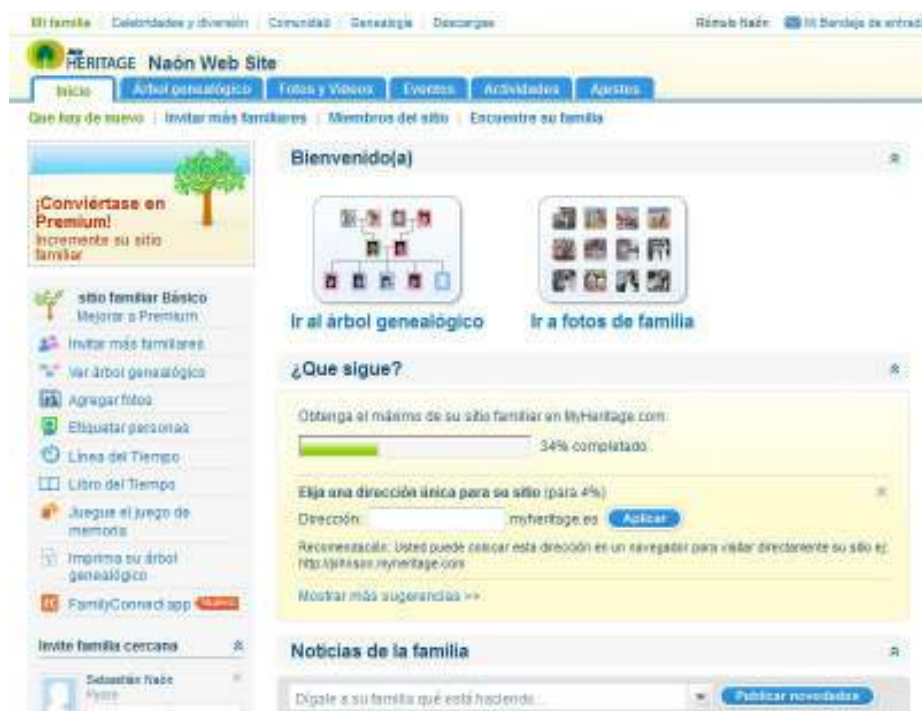 Mi familia Celebridades y diversión Comunidad Genealogía Descargas Rómulo Naón Mi Bandeja de entrad
MY HERITAGE Naón Web Site
Inicio Árbol genealógico Fotos y Videos Eventos Actividades Ajustes
Que hay de nuevo Invitar más familiares Miembros del sitio Encuentre su familia
¡Conviértase en
Premium!
Incremente su sitio
familiar
sitio familiar Básico
Mejorar a Premium
Invitar más familiares
Ver árbol genealógico
Agregar fotos
Etiquetar personas
Línea del Tiempo
Libro del Tiempo
Juegue el juego de
memoria
Imprima su árbol
genealógico
FamilyConnect app NUEVO
Invite familia cercana
Sebastián Naón
Padre
Bienvenido(a)
Ir al árbol genealógico
Ir a fotos de familia
¿Que sigue?
Obtenga el máximo de su sitio familiar en MyHeritage.com
34% completado
Elija una dirección única para su sitio (para 4%)
Dirección: .myheritage.es Aplicar
Recomendación: Usted puede colocar esta dirección en un navegador para visitar directamente su sitio ej:
http://johnson.myheritage.com
Mostrar más sugerencias >>
Noticias de la familia
Dígale a su familia qué está haciendo... Publicar novedades